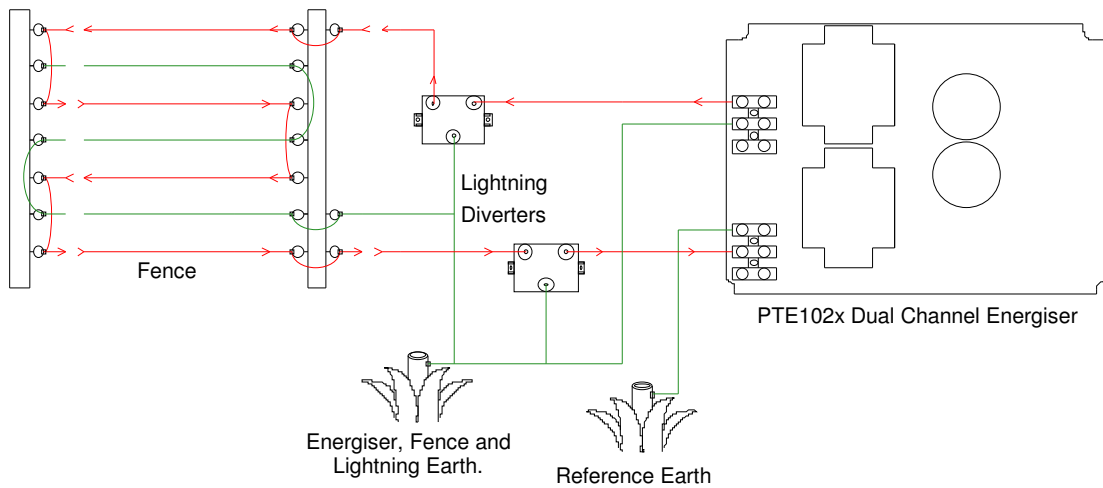 Lightning
Diverters
Fence
PTE102x Dual Channel Energiser
Energiser, Fence and
Lightning Earth.
Reference Earth